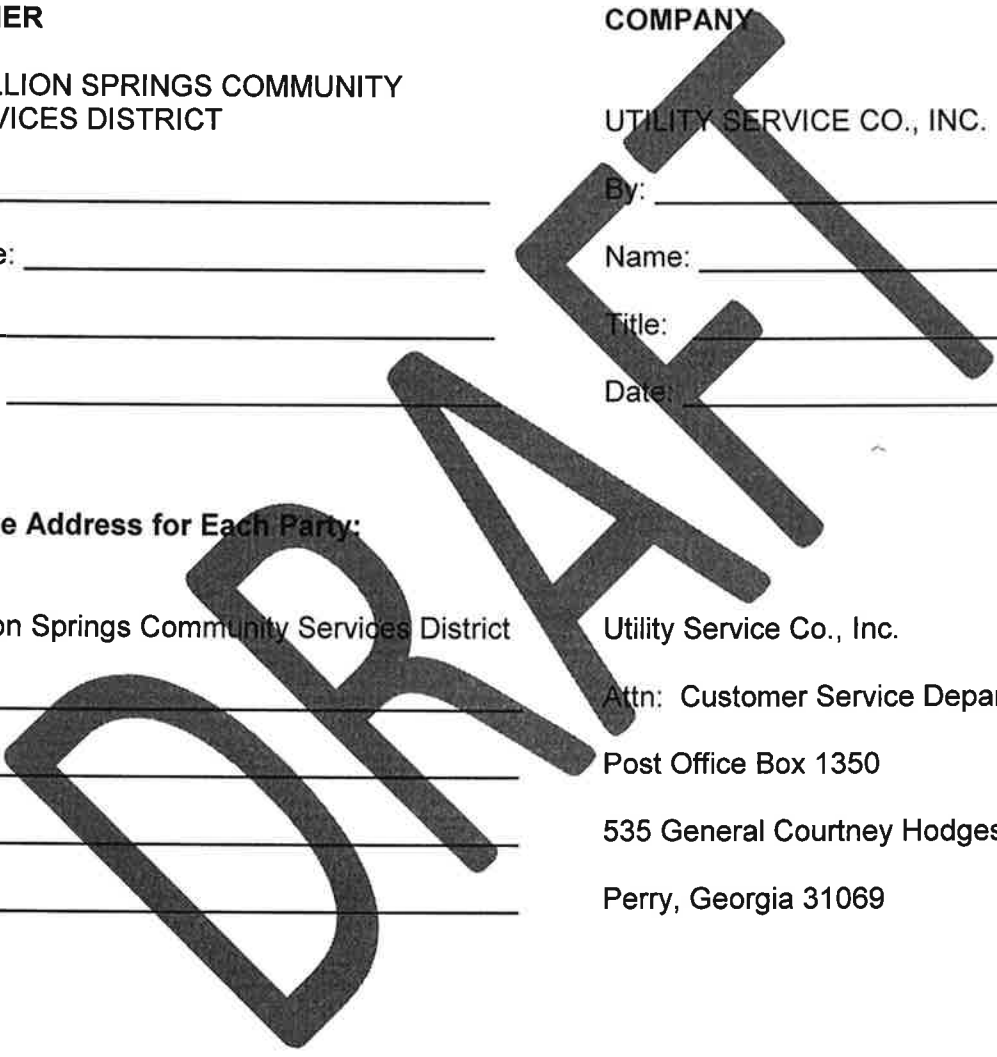 NER
LLION SPRINGS COMMUNITY
VICES DISTRICT
e:
e Address for Each Party:
on Springs Community Services District
COMPANY
UTILITY SERVICE CO., INC.
By:
Name:
Title:
Date:
Utility Service Co., Inc.
Attn: Customer Service Depar
Post Office Box 1350
535 General Courtney Hodges
Perry, Georgia 31069
DRAFT